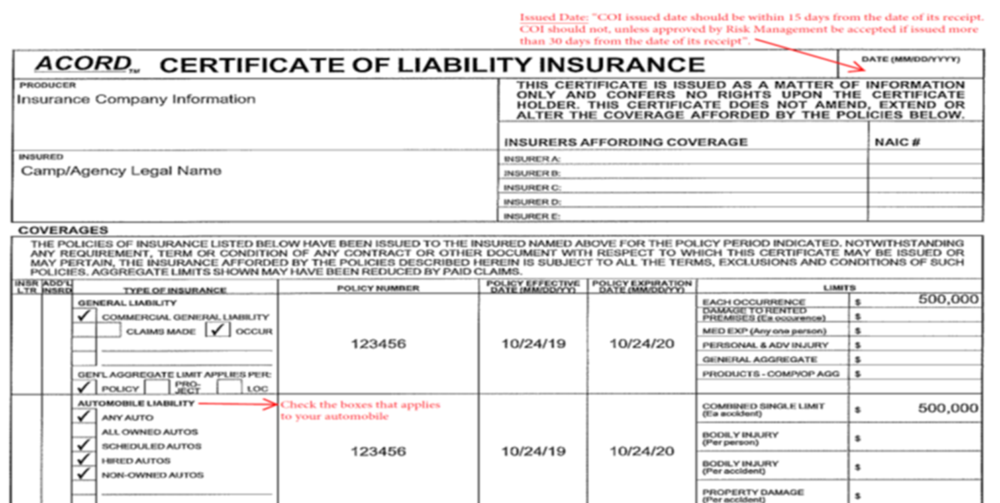 Issued Date: "COI issued date should be within 15 days from the date of its receipt.
COI should not, unless approved by Risk Management be accepted if issued more
than 30 days from the date of its receipt".
ACORD TM CERTIFICATE OF LIABILITY INSURANCE
DATE (MM/DD/YYYY)
PRODUCER
Insurance Company Information
THIS CERTIFICATE IS ISSUED AS A MATTER OF INFORMATION
ONLY AND CONFERS NO RIGHTS UPON THE CERTIFICATE
HOLDER. THIS CERTIFICATE DOES NOT AMEND, EXTEND OR
ALTER THE COVERAGE AFFORDED BY THE POLICIES BELOW.
INSURERS AFFORDING COVERAGE NAIC #
INSURED
Camp/Agency Legal Name
INSURER A:
INSURER B:
INSURER C:
INSURER D:
INSURER E:
COVERAGES
THE POLICIES OF INSURANCE LISTED BELOW HAVE BEEN ISSUED TO THE INSURED NAMED ABOVE FOR THE POLICY PERIOD INDICATED. NOTWITHSTANDING
ANY REQUIREMENT, TERM OR CONDITION OF ANY CONTRACT OR OTHER DOCUMENT WITH RESPECT TO WHICH THIS CERTIFICATE MAY BE ISSUED OR
MAY PERTAIN, THE INSURANCE AFFORDED BY THE POLICIES DESCRIBED HEREIN IS SUBJECT TO ALL THE TERMS, EXCLUSIONS AND CONDITIONS OF SUCH
POLICIES. AGGREGATE LIMITS SHOWN MAY HAVE BEEN REDUCED BY PAID CLAIMS.
INSR ADD'L
LTR INSRD TYPE OF INSURANCE
POLICY NUMBER
POLICY EFFECTIVE
DATE (MM/DD/YY)
POLICY EXPIRATION
DATE (MM/DD/YY)
LIMITS
GENERAL LIABILITY
✓ COMMERCIAL GENERAL LIABILITY
CLAIMS MADE ✓ OCCUR
GEN'L AGGREGATE LIMIT APPLIES PER:
✓ POLICY PRO-
JECT LOC
123456
10/24/19
10/24/20
EACH OCCURRENCE $ 500,000
DAMAGE TO RENTED
PREMISES (Ea occurence) $
MED EXP (Any one person) $
PERSONAL & ADV INJURY $
GENERAL AGGREGATE $
PRODUCTS - COMP/OP AGG $
AUTOMOBILE LIABILITY
Check the boxes that applies
to your automobile
✓ ANY AUTO
ALL OWNED AUTOS
✓ SCHEDULED AUTOS
✓ HIRED AUTOS
✓ NON-OWNED AUTOS
123456
10/24/19
10/24/20
COMBINED SINGLE LIMIT
(Ea accident) $ 500,000
BODILY INJURY
(Per person) $
BODILY INJURY
(Per accident) $
PROPERTY DAMAGE
(Per accident) $